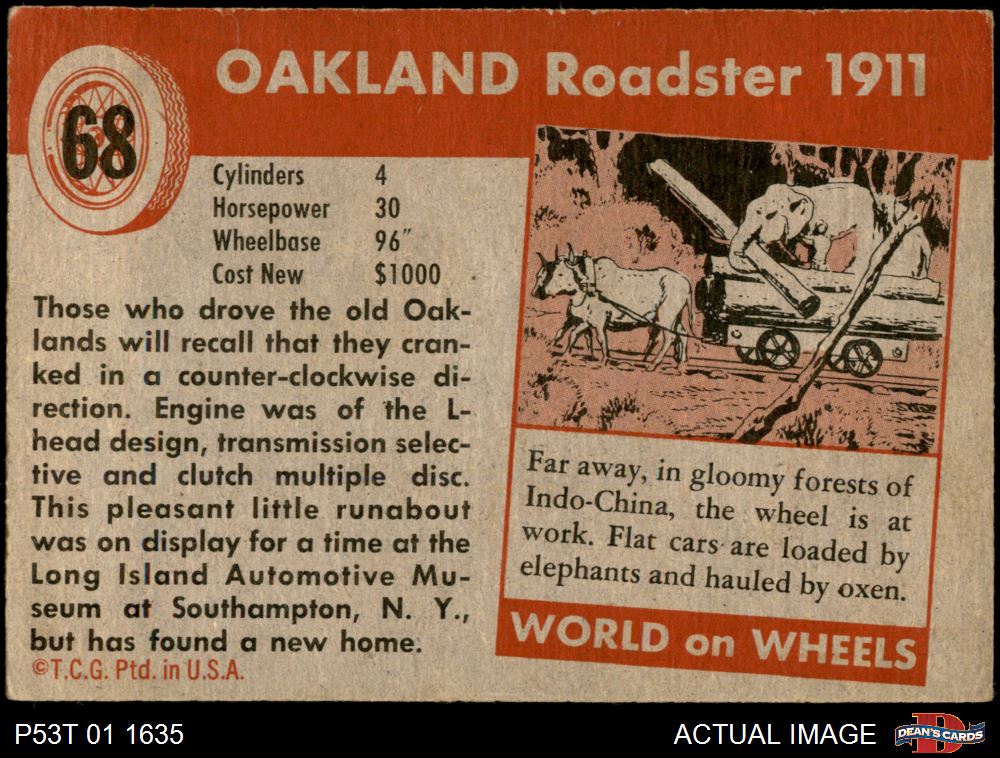 68
OAKLAND Roadster 1911
Cylinders 4
Horsepower 30
Wheelbase 96"
Cost New $1000
Those who drove the old Oak-
lands will recall that they cran-
ked in a counter-clockwise di-
rection. Engine was of the L-
head design, transmission selec-
tive and clutch multiple disc.
This pleasant little runabout
was on display for a time at the
Long Island Automotive Mu-
seum at Southampton, N. Y.,
but has found a new home.
©T.C.G. Ptd. in U.S.A.
Far away, in gloomy forests of
Indo-China, the wheel is at
work. Flat cars are loaded by
elephants and hauled by oxen.
WORLD on WHEELS
P53T 01 1635
ACTUAL IMAGE
DEAN'S CARDS